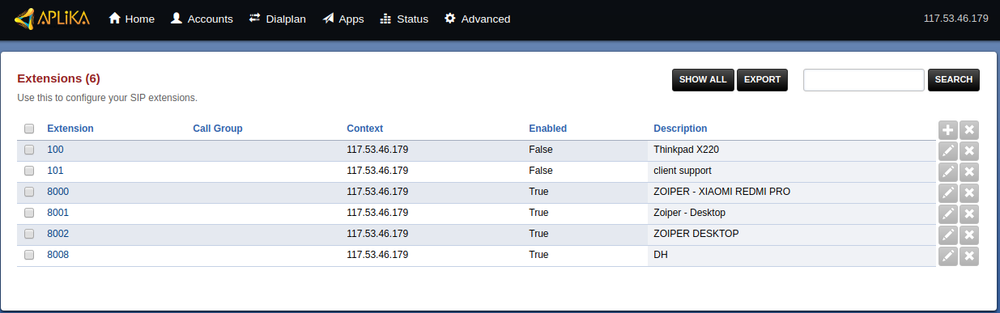 APLiKA Home Accounts Dialplan Apps Status Advanced 117.53.46.179
Extensions (6) SHOW ALL EXPORT SEARCH
Use this to configure your SIP extensions.
Extension Call Group Context Enabled Description
100 117.53.46.179 False Thinkpad X220
101 117.53.46.179 False client support
8000 117.53.46.179 True ZOIPER - XIAOMI REDMI PRO
8001 117.53.46.179 True Zoiper - Desktop
8002 117.53.46.179 True ZOIPER DESKTOP
8008 117.53.46.179 True DH